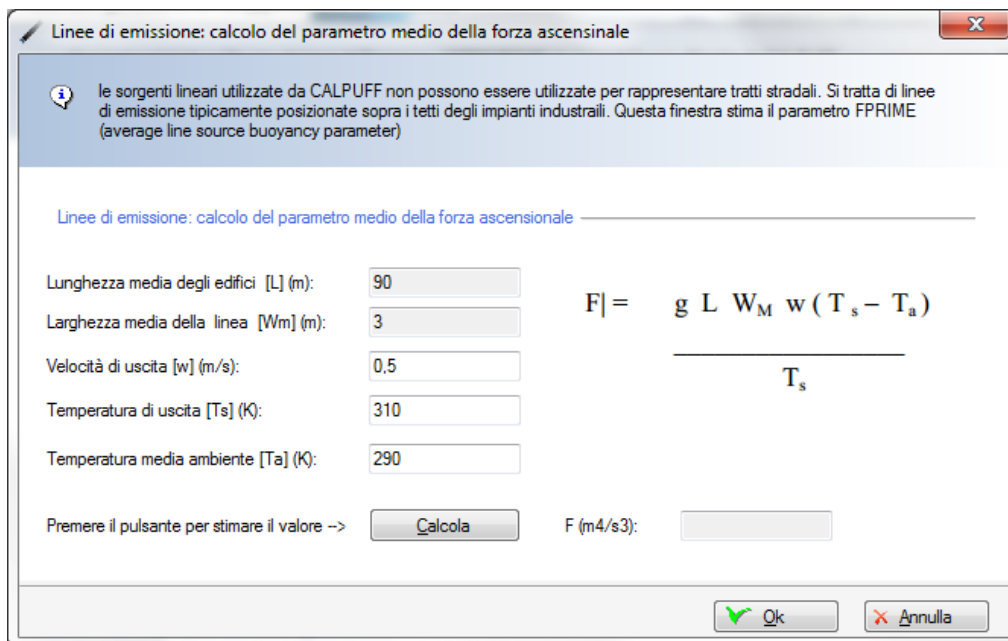 Linee di emissione: calcolo del parametro medio della forza ascensinale
le sorgenti lineari utilizzate da CALPUFF non possono essere utilizzate per rappresentare tratti stradali. Si tratta di linee
di emissione tipicamente posizionate sopra i tetti degli impianti industraili. Questa finestra stima il parametro FPRIME
(average line source buoyancy parameter)
Linee di emissione: calcolo del parametro medio della forza ascensionale
Lunghezza media degli edifici [L] (m): 90
Larghezza media della linea [Wm] (m): 3
Velocità di uscita [w] (m/s): 0,5
Temperatura di uscita [Ts] (K): 310
Temperatura media ambiente [Ta] (K): 290
F| = g L W_M w ( T_s – T_a )
T_s
Premere il pulsante per stimare il valore --> Calcola F (m4/s3):
Ok Annulla